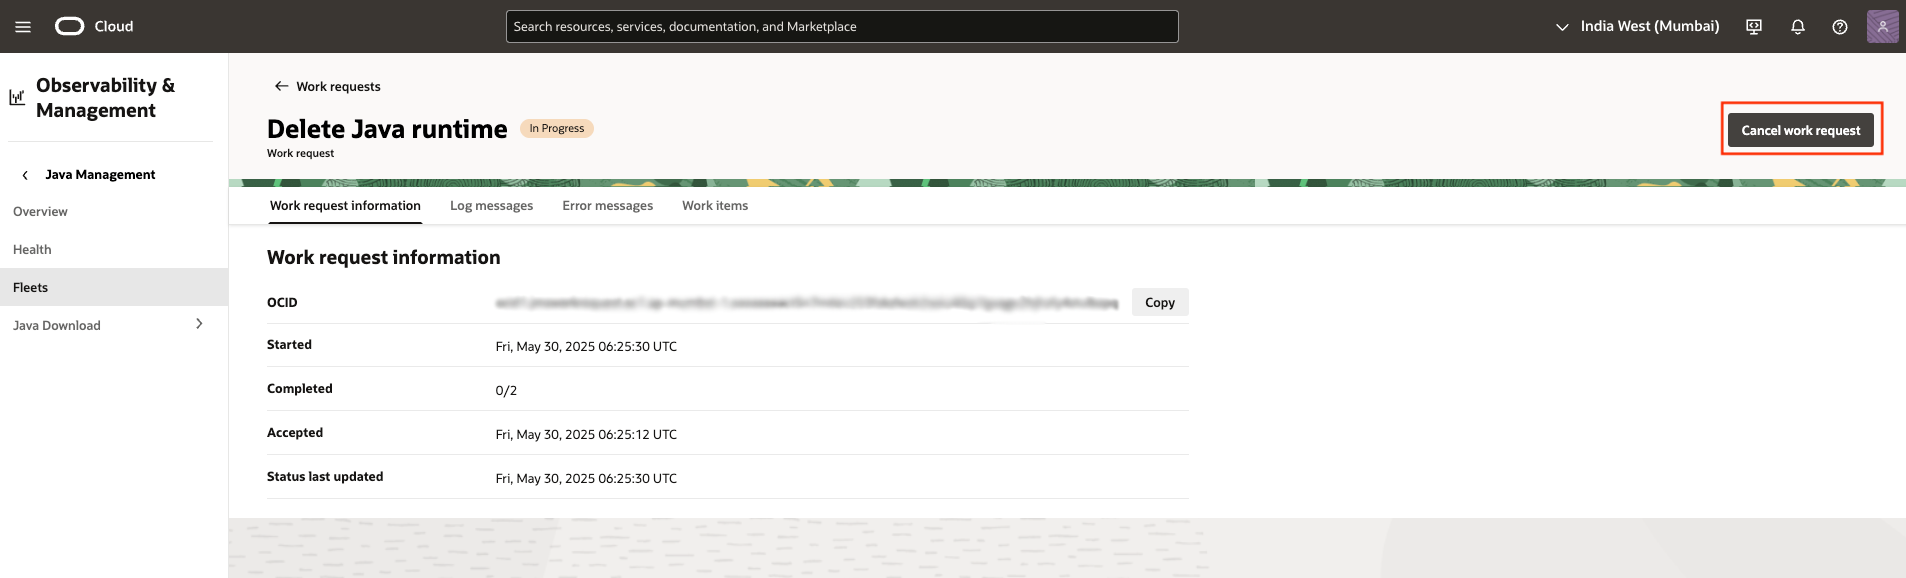 Cloud
Search resources, services, documentation, and Marketplace
India West (Mumbai)
Observability &
Management
Java Management
Overview
Health
Fleets
Java Download
Work requests
Delete Java runtime
In Progress
Work request
Cancel work request
Work request information
Log messages
Error messages
Work items
Work request information
OCID
Copy
Started
Fri, May 30, 2025 06:25:30 UTC
Completed
0/2
Accepted
Fri, May 30, 2025 06:25:12 UTC
Status last updated
Fri, May 30, 2025 06:25:30 UTC